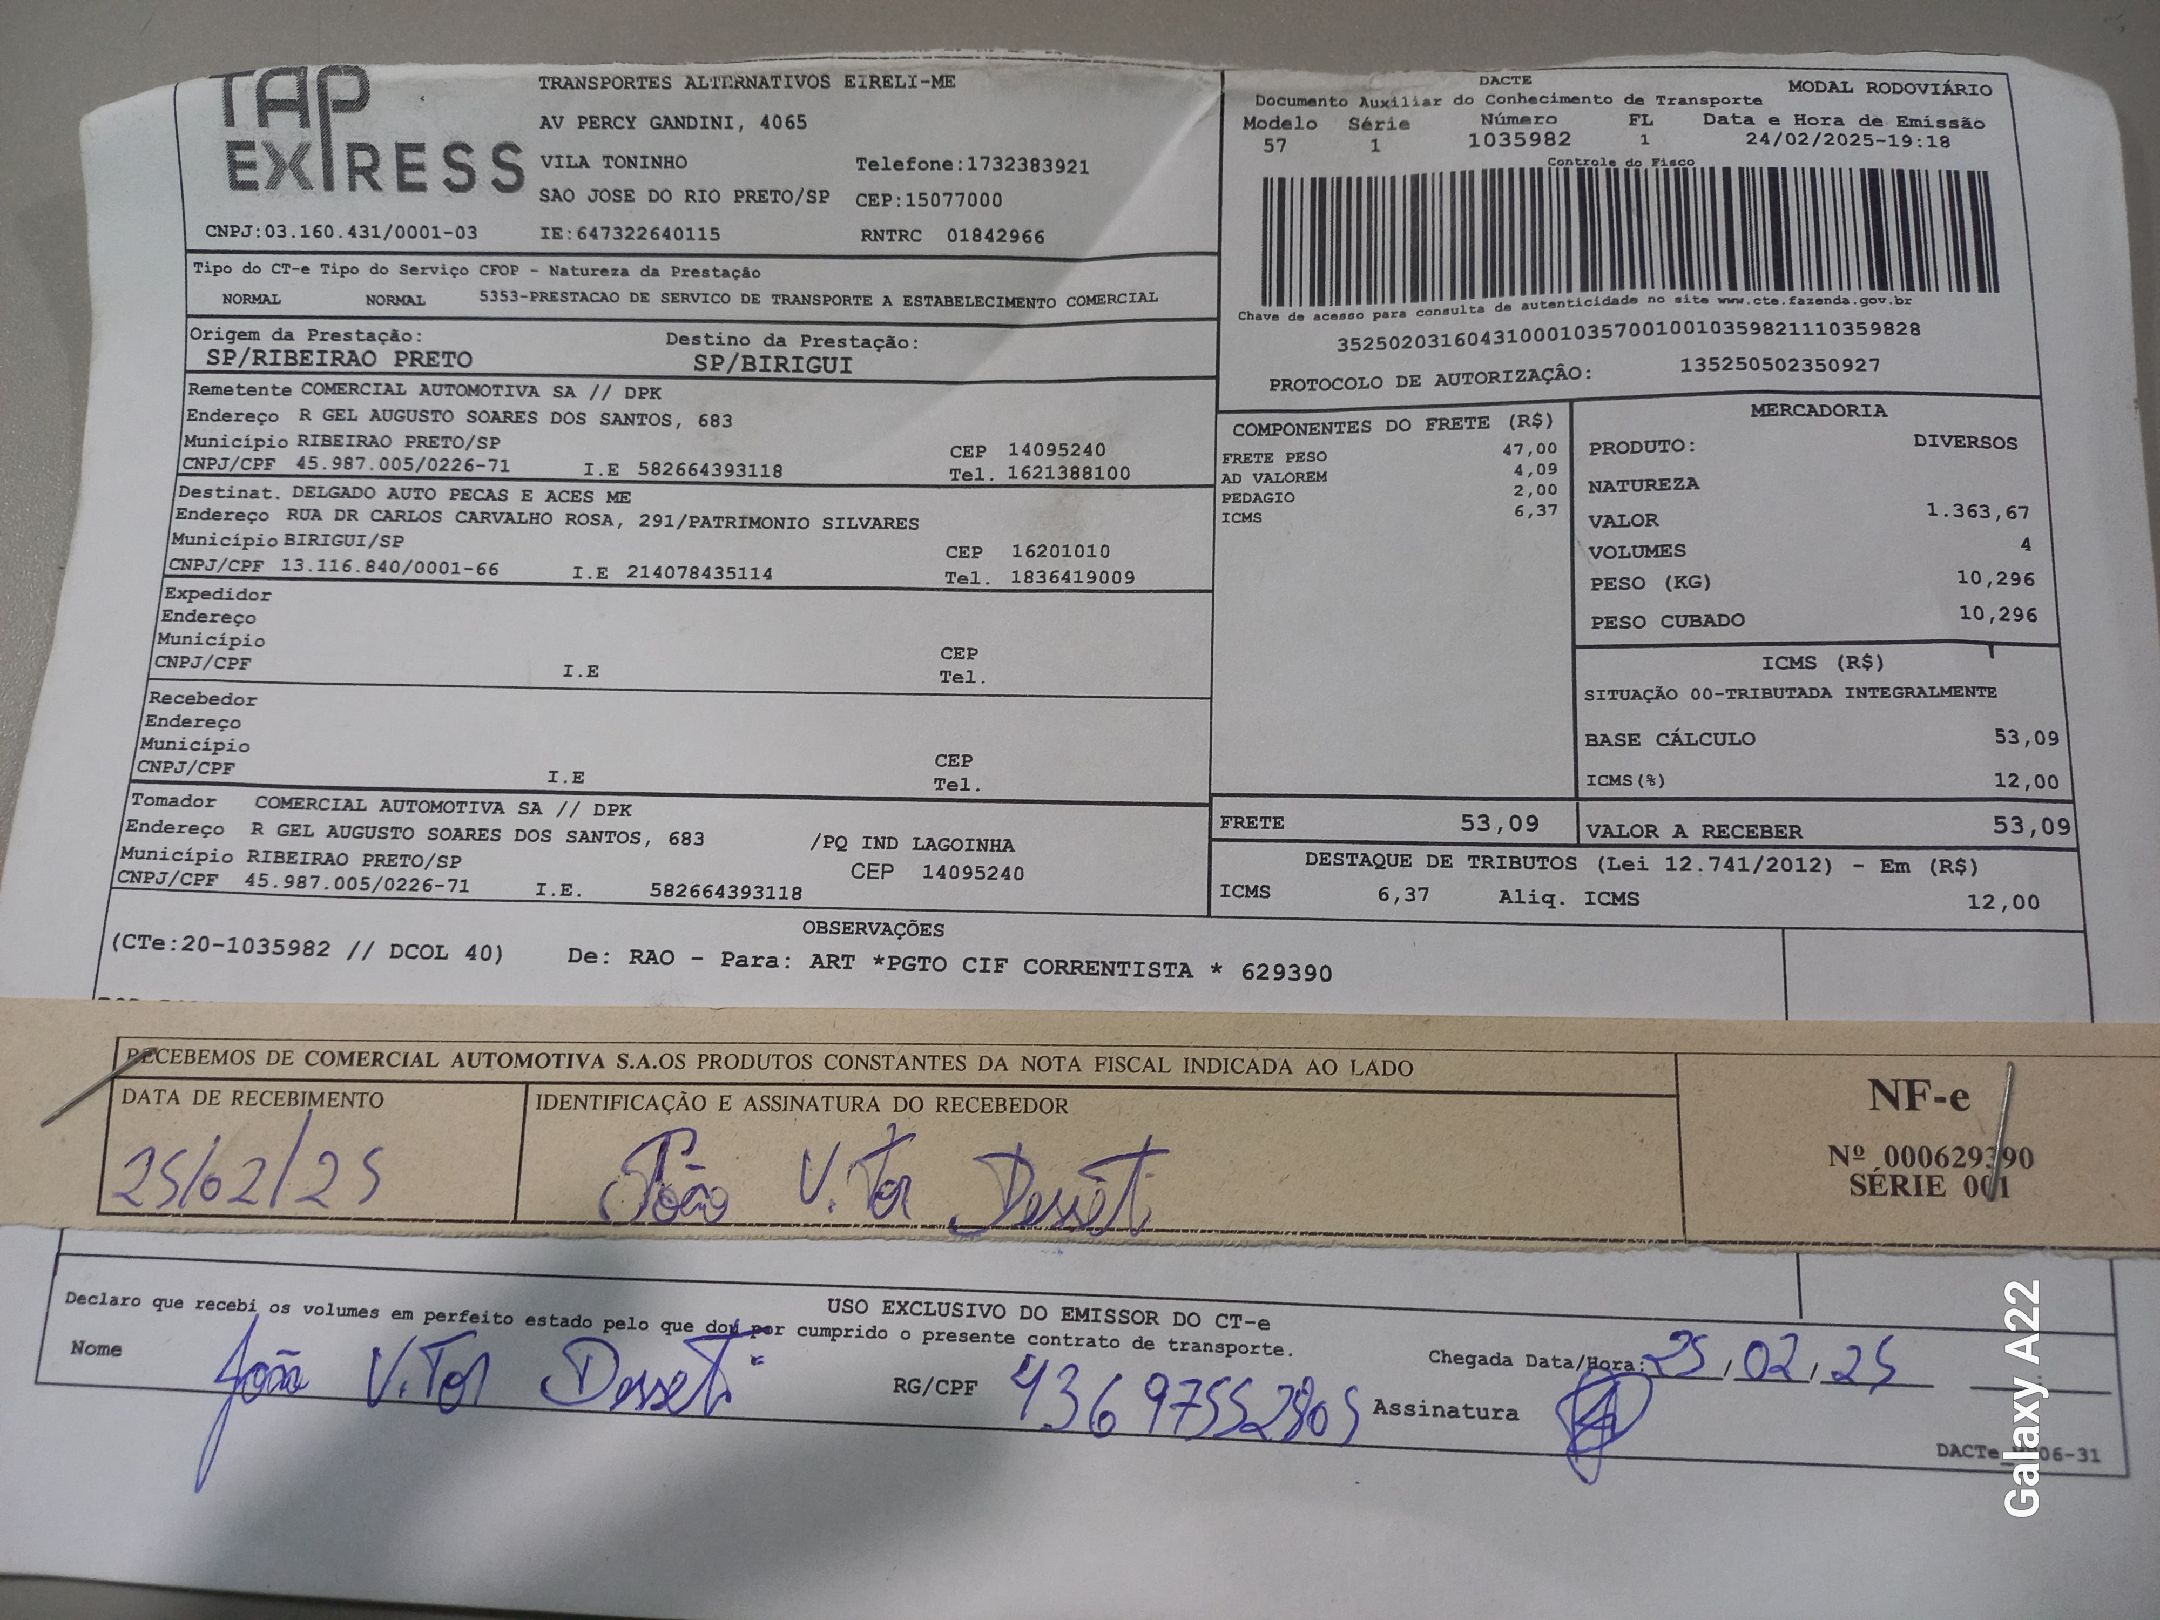 TAP EXPRESS
TRANSPORTES ALTERNATIVOS EIRELI-ME
AV PERCY GANDINI, 4065
VILA TONINHO Telefone:1732383921
SAO JOSE DO RIO PRETO/SP CEP:15077000
CNPJ:03.160.431/0001-03 IE:647322640115 RNTRC 01842966
DACTE MODAL RODOVIÁRIO
Documento Auxiliar do Conhecimento de Transporte
Modelo Série Número FL Data e Hora de Emissão
57 1 1035982 1 24/02/2025-19:18
Controle do Fisco
Chave de acesso para consulta de autenticidade no site www.cte.fazenda.gov.br
35250203160431000103570010010359821110359828
PROTOCOLO DE AUTORIZAÇÃO: 135250502350927
Tipo do CT-e Tipo do Serviço CFOP - Natureza da Prestação
NORMAL NORMAL 5353-PRESTACAO DE SERVICO DE TRANSPORTE A ESTABELECIMENTO COMERCIAL
Origem da Prestação: Destino da Prestação:
SP/RIBEIRAO PRETO SP/BIRIGUI
Remetente COMERCIAL AUTOMOTIVA SA // DPK
Endereço R GEL AUGUSTO SOARES DOS SANTOS, 683
Município RIBEIRAO PRETO/SP CEP 14095240
CNPJ/CPF 45.987.005/0226-71 I.E 582664393118 Tel. 1621388100
Destinat. DELGADO AUTO PECAS E ACES ME
Endereço RUA DR CARLOS CARVALHO ROSA, 291/PATRIMONIO SILVARES
Município BIRIGUI/SP CEP 16201010
CNPJ/CPF 13.116.840/0001-66 I.E 214078435114 Tel. 1836419009
Expedidor
Endereço
Município CEP
CNPJ/CPF I.E Tel.
Recebedor
Endereço
Município CEP
CNPJ/CPF I.E Tel.
Tomador COMERCIAL AUTOMOTIVA SA // DPK
Endereço R GEL AUGUSTO SOARES DOS SANTOS, 683 /PQ IND LAGOINHA
Município RIBEIRAO PRETO/SP CEP 14095240
CNPJ/CPF 45.987.005/0226-71 I.E. 582664393118
COMPONENTES DO FRETE (R$)
FRETE PESO 47,00
AD VALOREM 4,09
PEDAGIO 2,00
ICMS 6,37
MERCADORIA
PRODUTO: DIVERSOS
NATUREZA
VALOR 1.363,67
VOLUMES 4
PESO (KG) 10,296
PESO CUBADO 10,296
ICMS (R$)
SITUAÇÃO 00-TRIBUTADA INTEGRALMENTE
BASE CÁLCULO 53,09
ICMS(%) 12,00
FRETE 53,09 VALOR A RECEBER 53,09
DESTAQUE DE TRIBUTOS (Lei 12.741/2012) - Em (R$)
ICMS 6,37 Aliq. ICMS 12,00
OBSERVAÇÕES
(CTe:20-1035982 // DCOL 40) De: RAO - Para: ART *PGTO CIF CORRENTISTA * 629390
RECEBEMOS DE COMERCIAL AUTOMOTIVA S.A.OS PRODUTOS CONSTANTES DA NOTA FISCAL INDICADA AO LADO
DATA DE RECEBIMENTO IDENTIFICAÇÃO E ASSINATURA DO RECEBEDOR
25/02/25 João Vitor Desseti
NF-e
Nº 000629390
SÉRIE 001
USO EXCLUSIVO DO EMISSOR DO CT-e
Declaro que recebi os volumes em perfeito estado pelo que dou por cumprido o presente contrato de transporte.
Nome João Vitor Desseti RG/CPF 43697552805 Chegada Data/Hora: 25/02/25
Assinatura
Galaxy A22